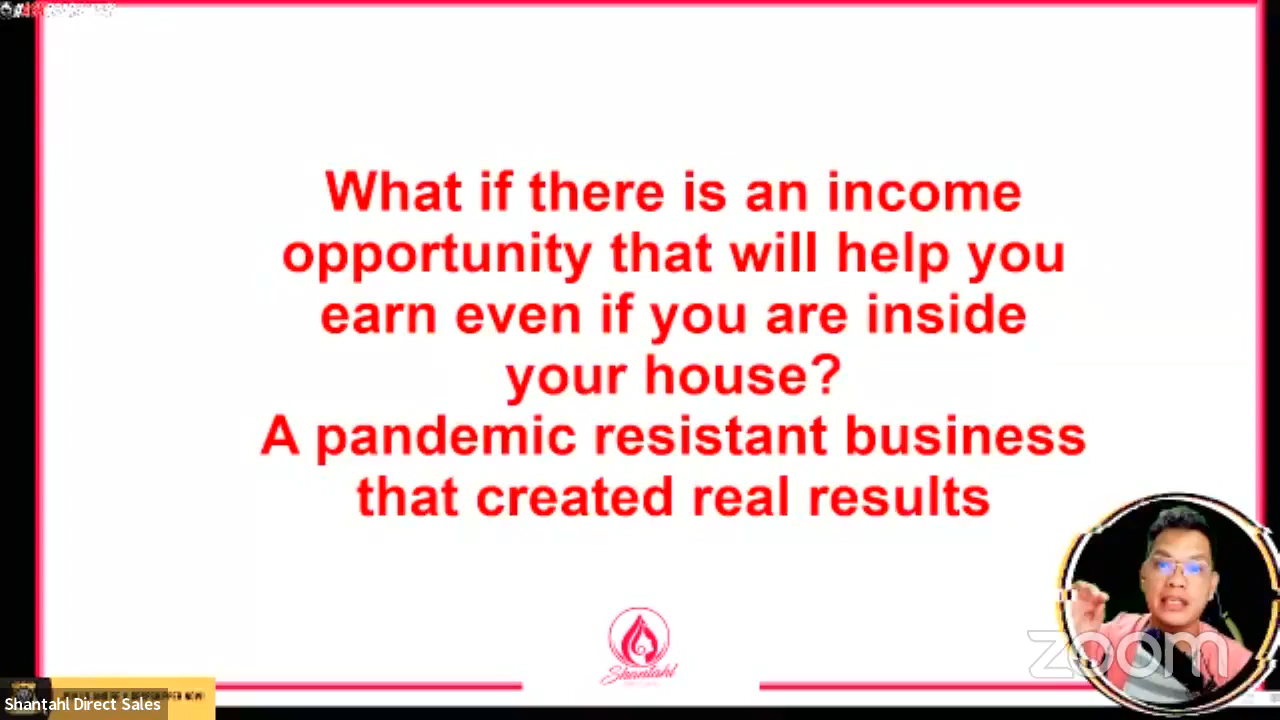 What if there is an income
opportunity that will help you
earn even if you are inside
your house?
A pandemic resistant business
that created real results
Shantahl
zoom
Shantahl Direct Sales